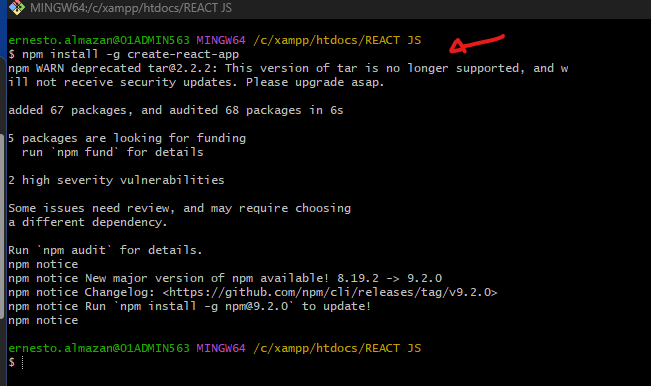 MINGW64:/c/xampp/htdocs/REACT JS
ernesto.almazan@01ADMIN563 MINGW64 /c/xampp/htdocs/REACT JS
$ npm install -g create-react-app
npm WARN deprecated tar@2.2.2: This version of tar is no longer supported, and w
ill not receive security updates. Please upgrade asap.
added 67 packages, and audited 68 packages in 6s
5 packages are looking for funding
run `npm fund` for details
2 high severity vulnerabilities
Some issues need review, and may require choosing
a different dependency.
Run `npm audit` for details.
npm notice
npm notice New major version of npm available! 8.19.2 -> 9.2.0
npm notice Changelog: <https://github.com/npm/cli/releases/tag/v9.2.0>
npm notice Run `npm install -g npm@9.2.0` to update!
npm notice
ernesto.almazan@01ADMIN563 MINGW64 /c/xampp/htdocs/REACT JS
$